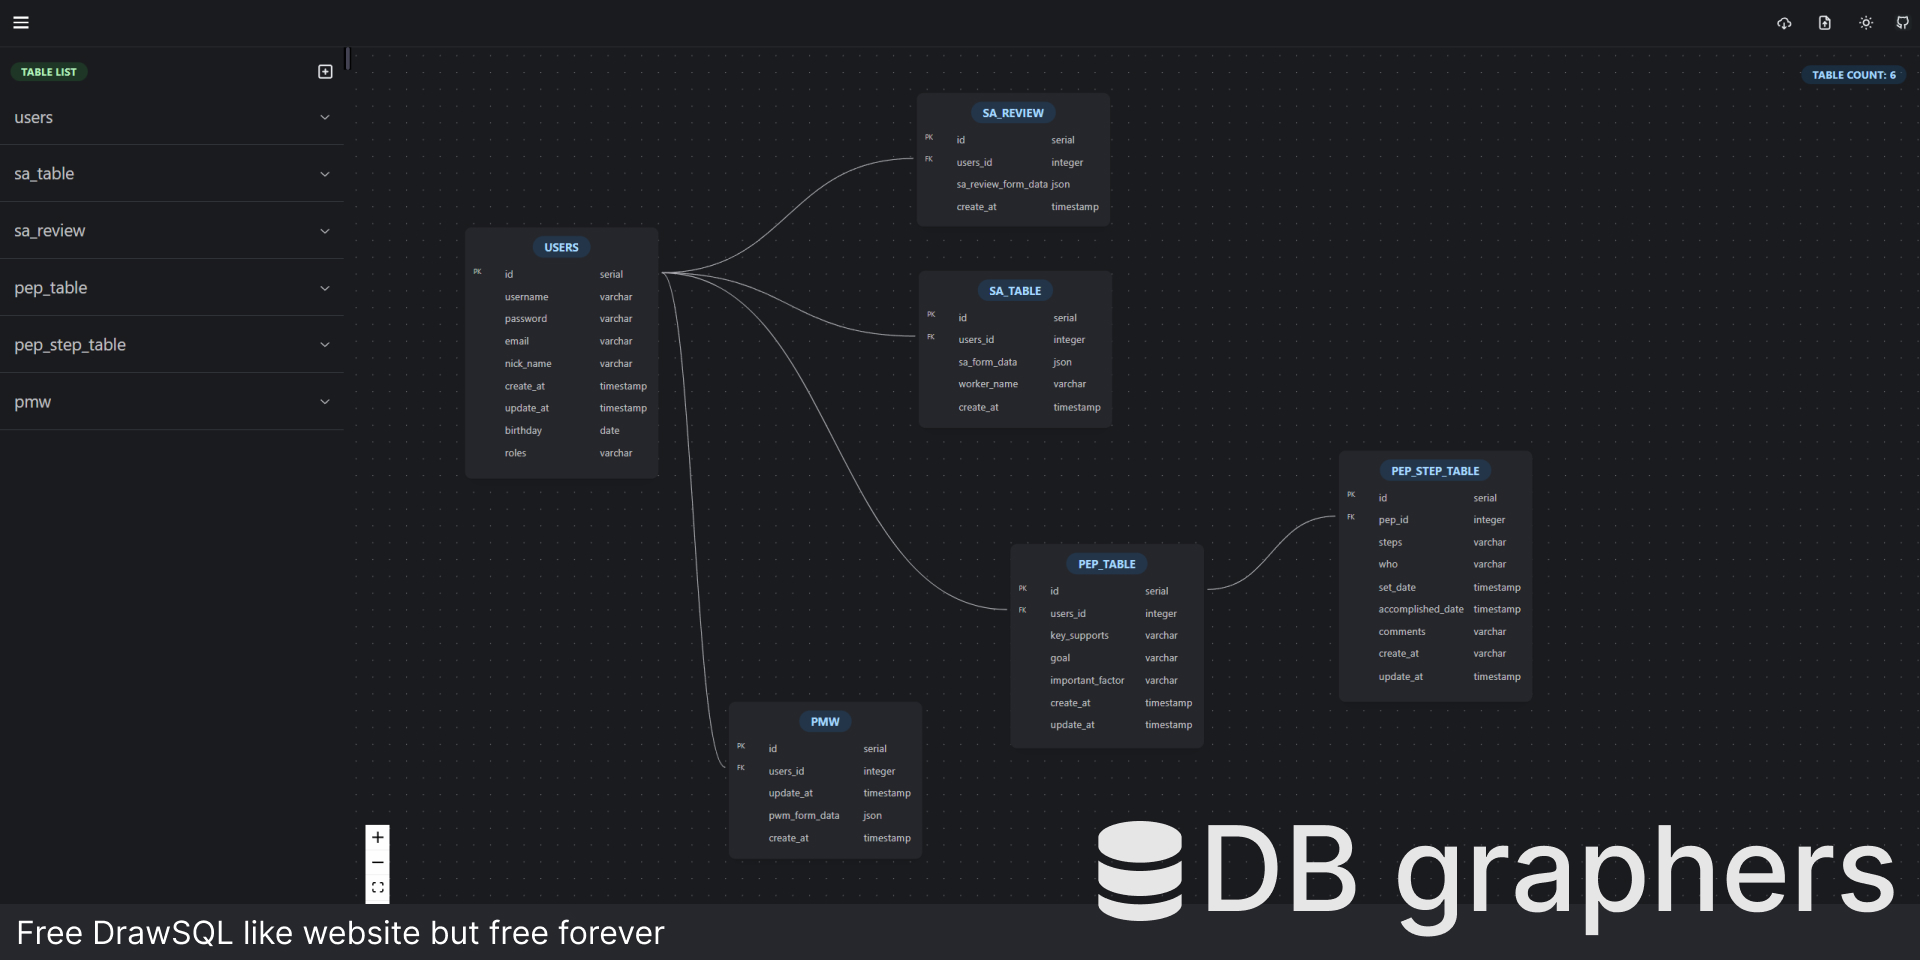 TABLE LIST
users
sa_table
sa_review
pep_table
pep_step_table
pmw
TABLE COUNT: 6
USERS
PK id serial
username varchar
password varchar
email varchar
nick_name varchar
create_at timestamp
update_at timestamp
birthday date
roles varchar
SA_REVIEW
PK id serial
FK users_id integer
sa_review_form_data json
create_at timestamp
SA_TABLE
PK id serial
FK users_id integer
sa_form_data json
worker_name varchar
create_at timestamp
PEP_STEP_TABLE
PK id serial
FK pep_id integer
steps varchar
who varchar
set_date timestamp
accomplished_date timestamp
comments varchar
create_at varchar
update_at timestamp
PEP_TABLE
PK id serial
FK users_id integer
key_supports varchar
goal varchar
important_factor varchar
create_at timestamp
update_at timestamp
PMW
PK id serial
FK users_id integer
update_at timestamp
pwm_form_data json
create_at timestamp
DB graphers
Free DrawSQL like website but free forever